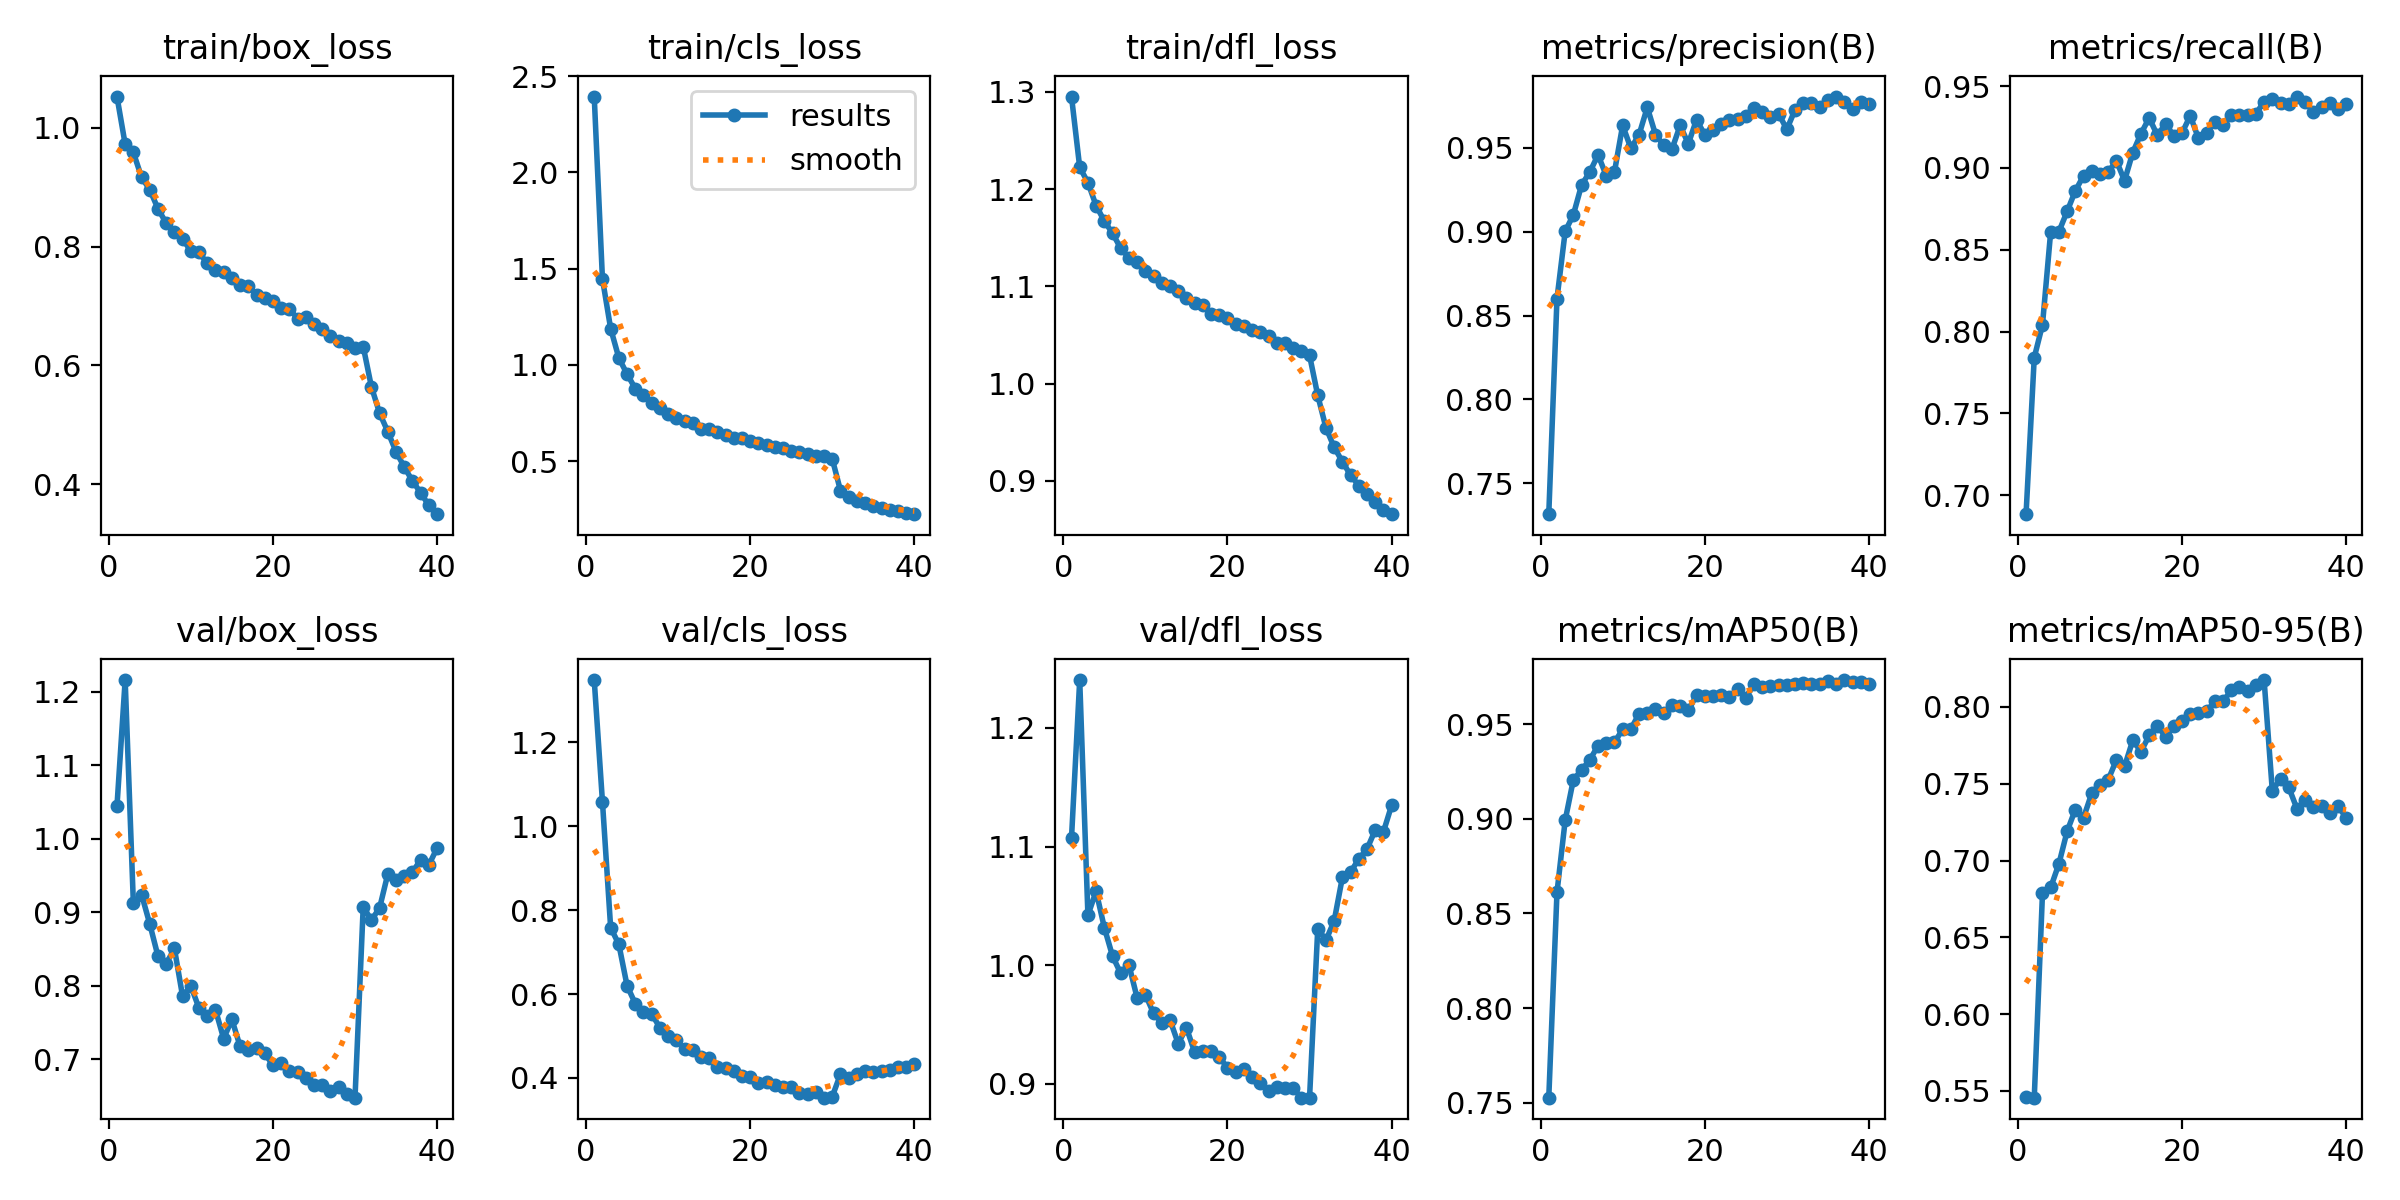 train/box_loss
train/cls_loss
train/dfl_loss
metrics/precision(B)
metrics/recall(B)
1.0
0.8
0.6
0.4
0 20 40
2.5
2.0
1.5
1.0
0.5
results
smooth
0 20 40
1.3
1.2
1.1
1.0
0.9
0 20 40
0.95
0.90
0.85
0.80
0.75
0 20 40
0.95
0.90
0.85
0.80
0.75
0.70
0 20 40
val/box_loss
val/cls_loss
val/dfl_loss
metrics/mAP50(B)
metrics/mAP50-95(B)
1.2
1.1
1.0
0.9
0.8
0.7
0 20 40
1.2
1.0
0.8
0.6
0.4
0 20 40
1.2
1.1
1.0
0.9
0 20 40
0.95
0.90
0.85
0.80
0.75
0 20 40
0.80
0.75
0.70
0.65
0.60
0.55
0 20 40